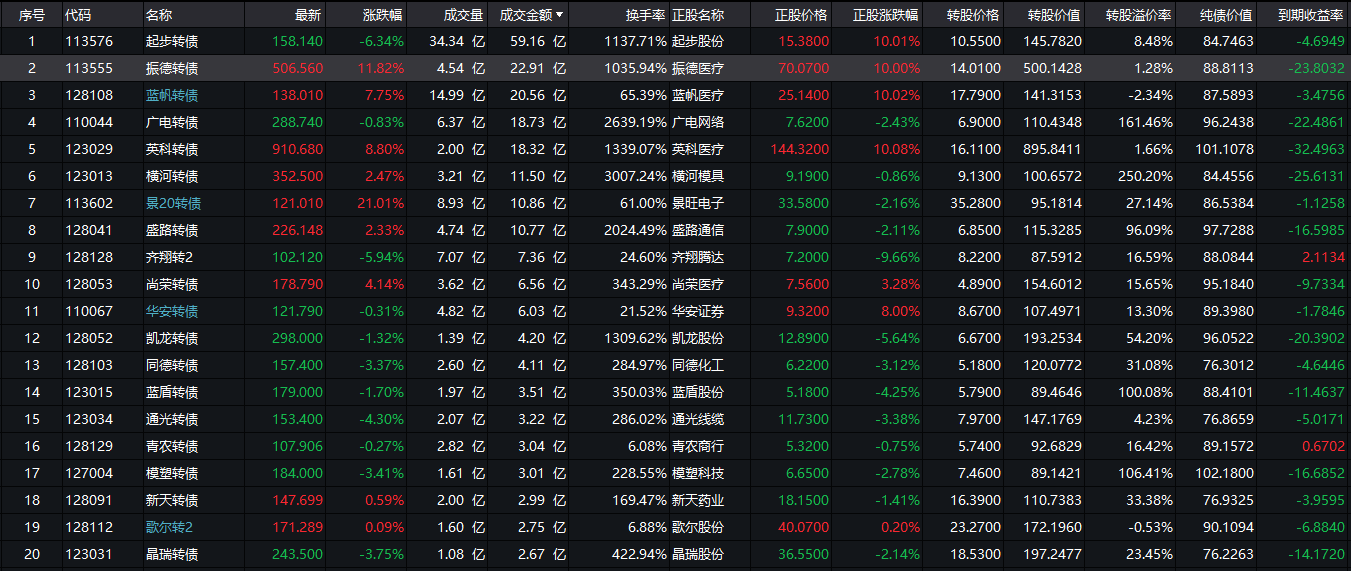 序号 代码 名称 最新 涨跌幅 成交量 成交金额 换手率 正股名称 正股价格 正股涨跌幅 转股价格 转股价值 转股溢价率 纯债价值 到期收益率
1 113576 起步转债 158.140 -6.34% 34.34 亿 59.16 亿 1137.71% 起步股份 15.3800 10.01% 10.5500 145.7820 8.48% 84.7463 -4.6949
2 113555 振德转债 506.560 11.82% 4.54 亿 22.91 亿 1035.94% 振德医疗 70.0700 10.00% 14.0100 500.1428 1.28% 88.8113 -23.8032
3 128108 蓝帆转债 138.010 7.75% 14.99 亿 20.56 亿 65.39% 蓝帆医疗 25.1400 10.02% 17.7900 141.3153 -2.34% 87.5893 -3.4756
4 110044 广电转债 288.740 -0.83% 6.37 亿 18.73 亿 2639.19% 广电网络 7.6200 -2.43% 6.9000 110.4348 161.46% 96.2438 -22.4861
5 123029 英科转债 910.680 8.80% 2.00 亿 18.32 亿 1339.07% 英科医疗 144.3200 10.08% 16.1100 895.8411 1.66% 101.1078 -32.4963
6 123013 横河转债 352.500 2.47% 3.21 亿 11.50 亿 3007.24% 横河模具 9.1900 -0.86% 9.1300 100.6572 250.20% 84.4556 -25.6131
7 113602 景20转债 121.010 21.01% 8.93 亿 10.86 亿 61.00% 景旺电子 33.5800 -2.16% 35.2800 95.1814 27.14% 86.5384 -1.1258
8 128041 盛路转债 226.148 2.33% 4.74 亿 10.77 亿 2024.49% 盛路通信 7.9000 -2.11% 6.8500 115.3285 96.09% 97.7288 -16.5985
9 128128 齐翔转2 102.120 -5.94% 7.07 亿 7.36 亿 24.60% 齐翔腾达 7.2000 -9.66% 8.2200 87.5912 16.59% 88.0844 2.1134
10 128053 尚荣转债 178.790 4.14% 3.62 亿 6.56 亿 343.29% 尚荣医疗 7.5600 3.28% 4.8900 154.6012 15.65% 95.1840 -9.7334
11 110067 华安转债 121.790 -0.31% 4.82 亿 6.03 亿 21.52% 华安证券 9.3200 8.00% 8.6700 107.4971 13.30% 89.3980 -1.7846
12 128052 凯龙转债 298.000 -1.32% 1.39 亿 4.20 亿 1309.62% 凯龙股份 12.8900 -5.64% 6.6700 193.2534 54.20% 96.0522 -20.3902
13 128103 同德转债 157.400 -3.37% 2.60 亿 4.11 亿 284.97% 同德化工 6.2200 -3.12% 5.1800 120.0772 31.08% 76.3012 -4.6446
14 123015 蓝盾转债 179.000 -1.70% 1.97 亿 3.51 亿 350.03% 蓝盾股份 5.1800 -4.25% 5.7900 89.4646 100.08% 88.4101 -11.4637
15 123034 通光转债 153.400 -4.30% 2.07 亿 3.22 亿 286.02% 通光线缆 11.7300 -3.38% 7.9700 147.1769 4.23% 76.8659 -5.0171
16 128129 青农转债 107.906 -0.27% 2.82 亿 3.04 亿 6.08% 青农商行 5.3200 -0.75% 5.7400 92.6829 16.42% 89.1572 0.6702
17 127004 模塑转债 184.000 -3.41% 1.61 亿 3.01 亿 228.55% 模塑科技 6.6500 -2.78% 7.4600 89.1421 106.41% 102.1800 -16.6852
18 128091 新天转债 147.699 0.59% 2.00 亿 2.99 亿 169.47% 新天药业 18.1500 -1.41% 16.3900 110.7383 33.38% 76.9325 -3.9595
19 128112 歌尔转2 171.289 0.09% 1.60 亿 2.75 亿 6.88% 歌尔股份 40.0700 0.20% 23.2700 172.1960 -0.53% 90.1094 -6.8840
20 123031 晶瑞转债 243.500 -3.75% 1.08 亿 2.67 亿 422.94% 晶瑞股份 36.5500 -2.14% 18.5300 197.2477 23.45% 76.2263 -14.1720